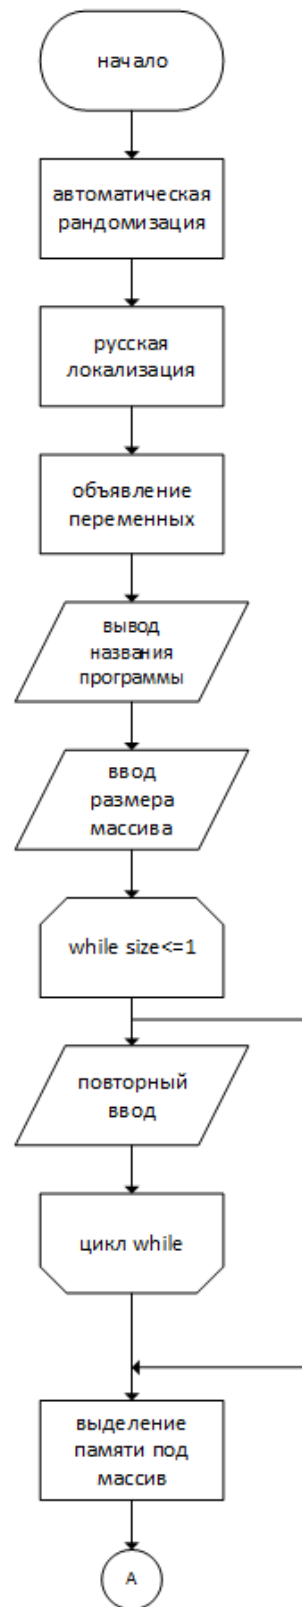 начало
автоматическая
рандомизация
русская
локализация
объявление
переменных
вывод
названия
программы
ввод
размера
массива
while size<=1
повторный
ввод
цикл while
выделение
памяти под
массив
А